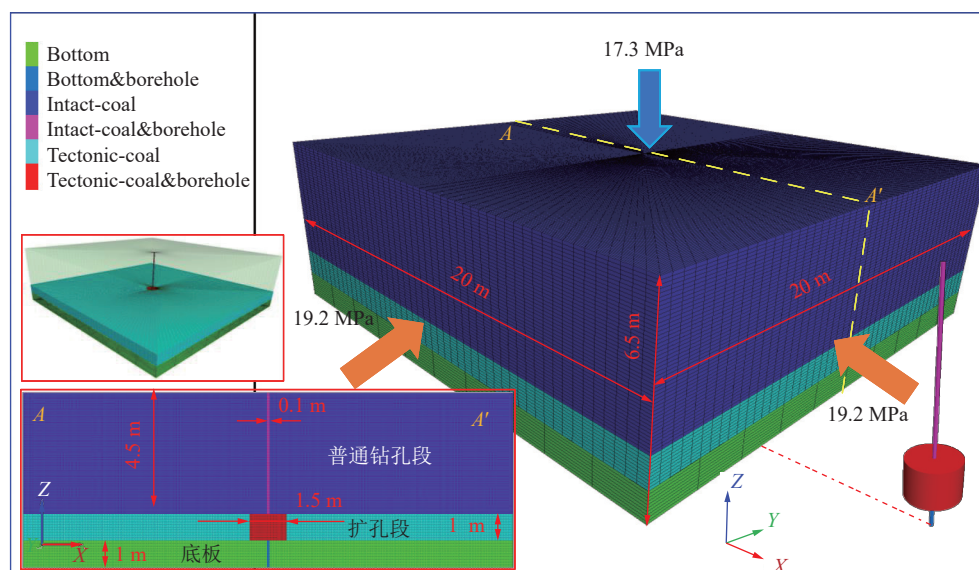 Bottom
Bottom&borehole
Intact-coal
Intact-coal&borehole
Tectonic-coal
Tectonic-coal&borehole
17.3 MPa
A
A′
20 m
20 m
6.5 m
19.2 MPa
19.2 MPa
A
0.1 m
A′
4.5 m
普通钻孔段
Z
1.5 m
扩孔段
1 m
X
1 m
底板
Z
Y
X